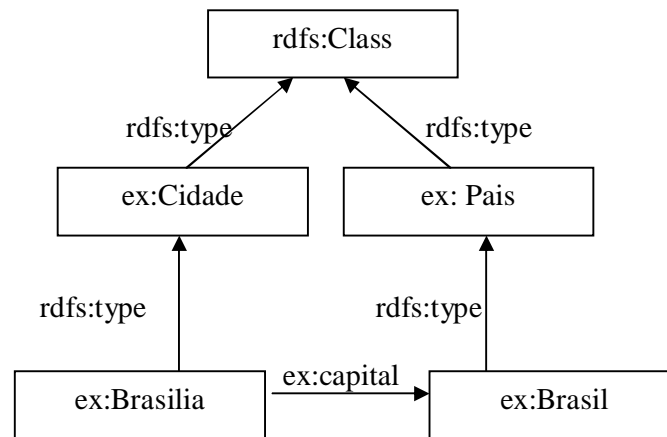 rdfs:Class
rdfs:type rdfs:type
ex:Cidade ex: Pais
rdfs:type rdfs:type
ex:capital
ex:Brasilia ex:Brasil